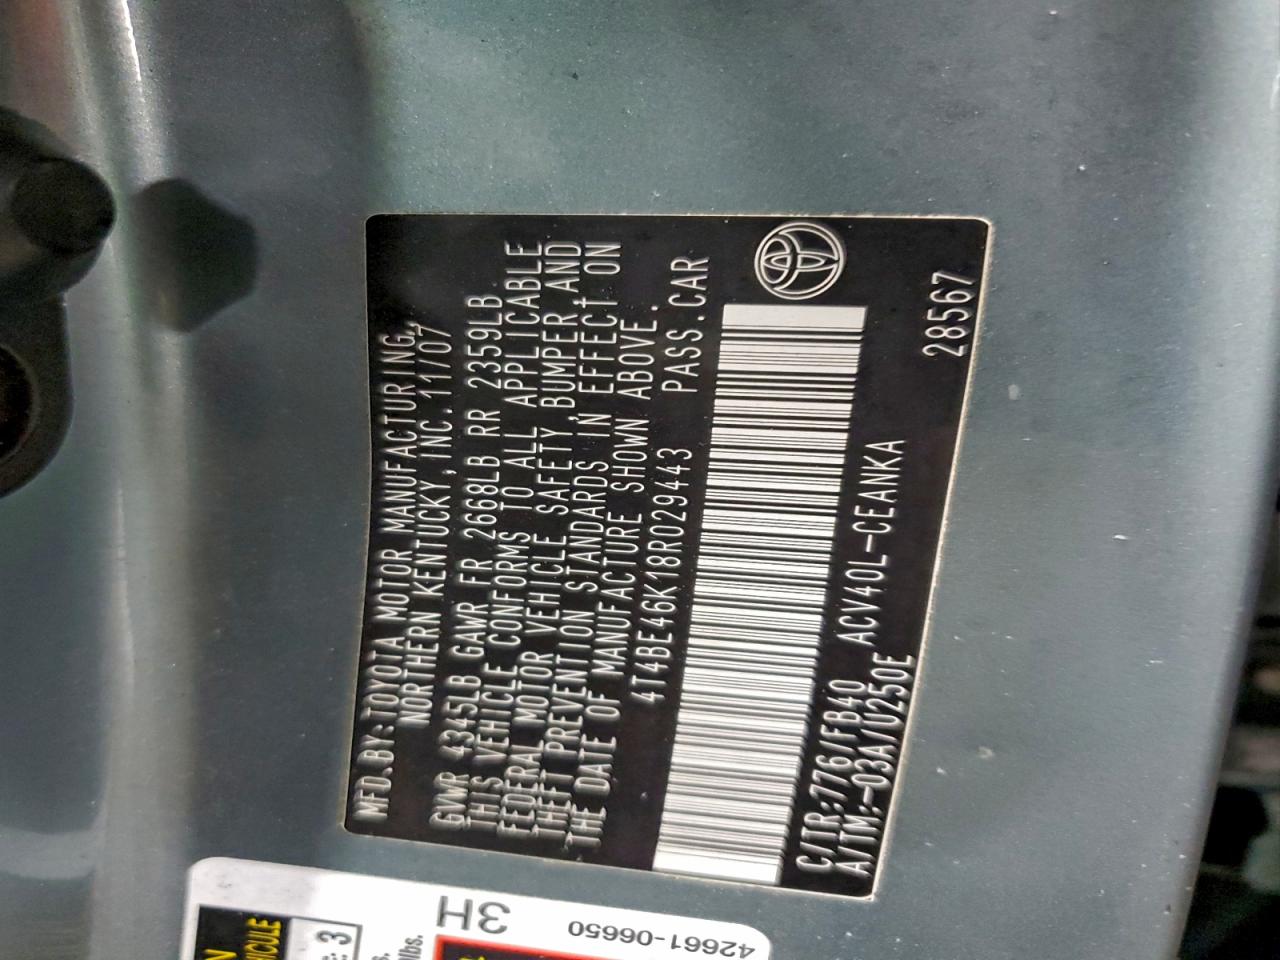 MFD.BY:TOYOTA MOTOR MANUFACTURING,
NORTHERN KENTUCKY,INC. 11/07
GVWR 4345LB GAWR FR 2668LB RR 2359LB
THIS VEHICLE CONFORMS TO ALL APPLICABLE
FEDERAL MOTOR VEHICLE SAFETY,BUMPER,AND
THEFT PREVENTION STANDARDS IN EFFECT ON
THE DATE OF MANUFACTURE SHOWN ABOVE.
4T4BE46K18R029443 PASS.CAR
C/TR:776/FB40 ACV40L-CEANKA
A/TM:-03A/U250E
28567
3H
42661-06650
3
lbs.